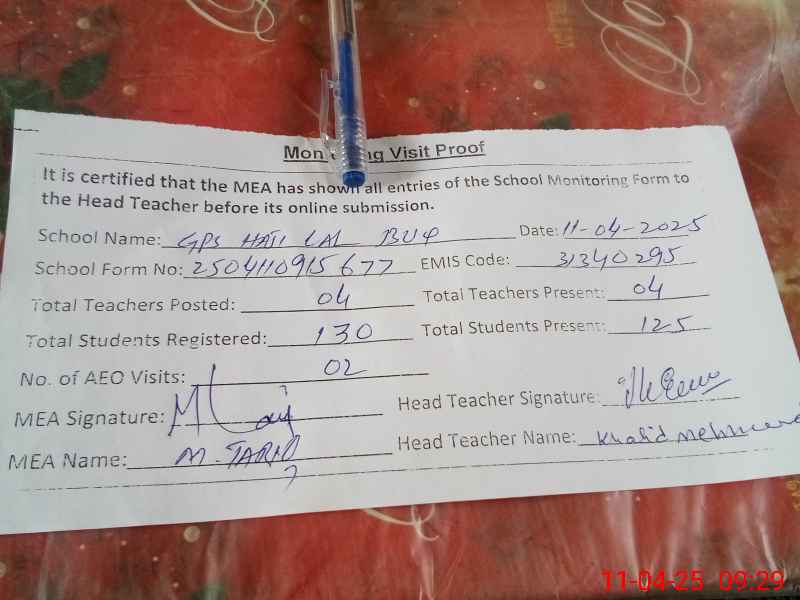 Monitoring Visit Proof
It is certified that the MEA has shown all entries of the School Monitoring Form to
the Head Teacher before its online submission.
School Name: GPS HAJI LAL BUX Date: 11-04-2025
School Form No: 2504110915677 EMIS Code: 31340295
Total Teachers Posted: 04 Total Teachers Present: 04
Total Students Registered: 130 Total Students Present: 125
No. of AEO Visits: 02
MEA Signature: Head Teacher Signature:
MEA Name: M. TARIQ Head Teacher Name: Khalid Mehmood
11-04-25 09:29